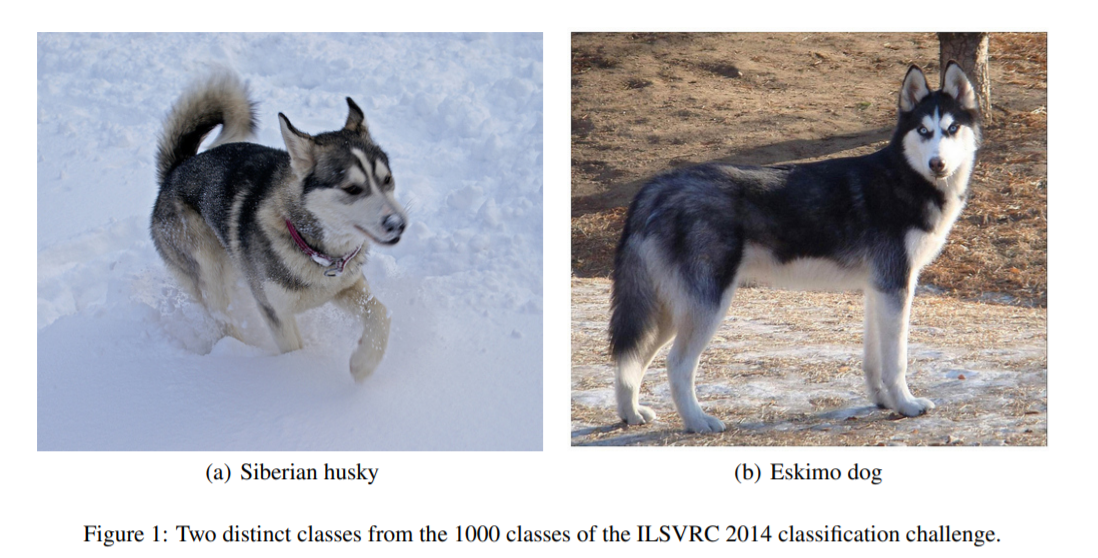 (a) Siberian husky
(b) Eskimo dog
Figure 1: Two distinct classes from the 1000 classes of the ILSVRC 2014 classification challenge.